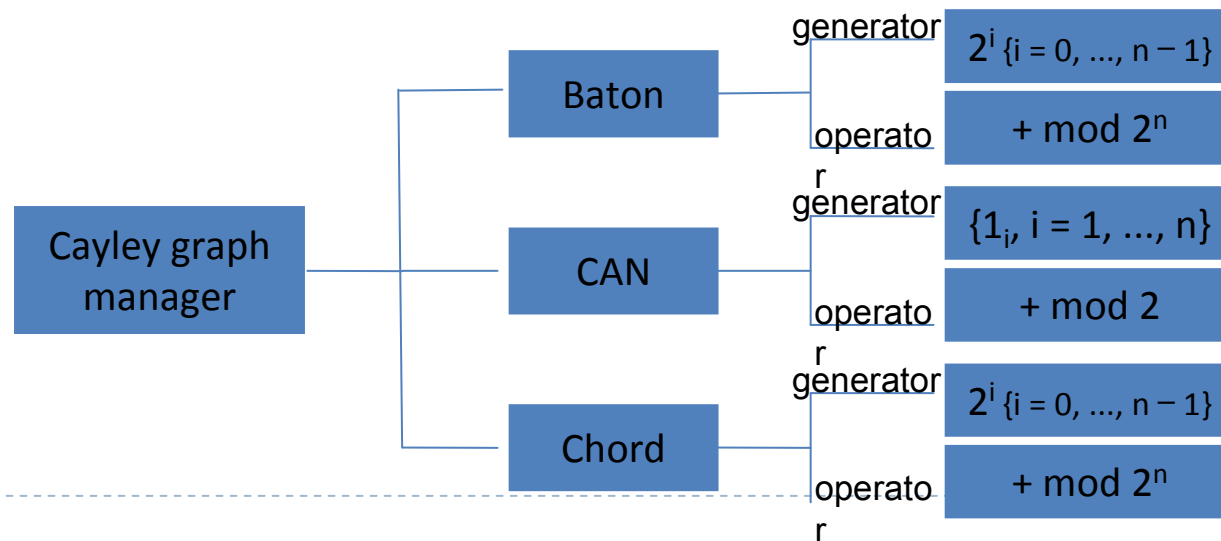 generator
2ⁱ {i = 0, ..., n – 1}
Baton
operato
r
+ mod 2ⁿ
generator
{1ᵢ, i = 1, ..., n}
Cayley graph
manager
CAN
operato
r
+ mod 2
generator
2ⁱ {i = 0, ..., n – 1}
Chord
operato
r
+ mod 2ⁿ